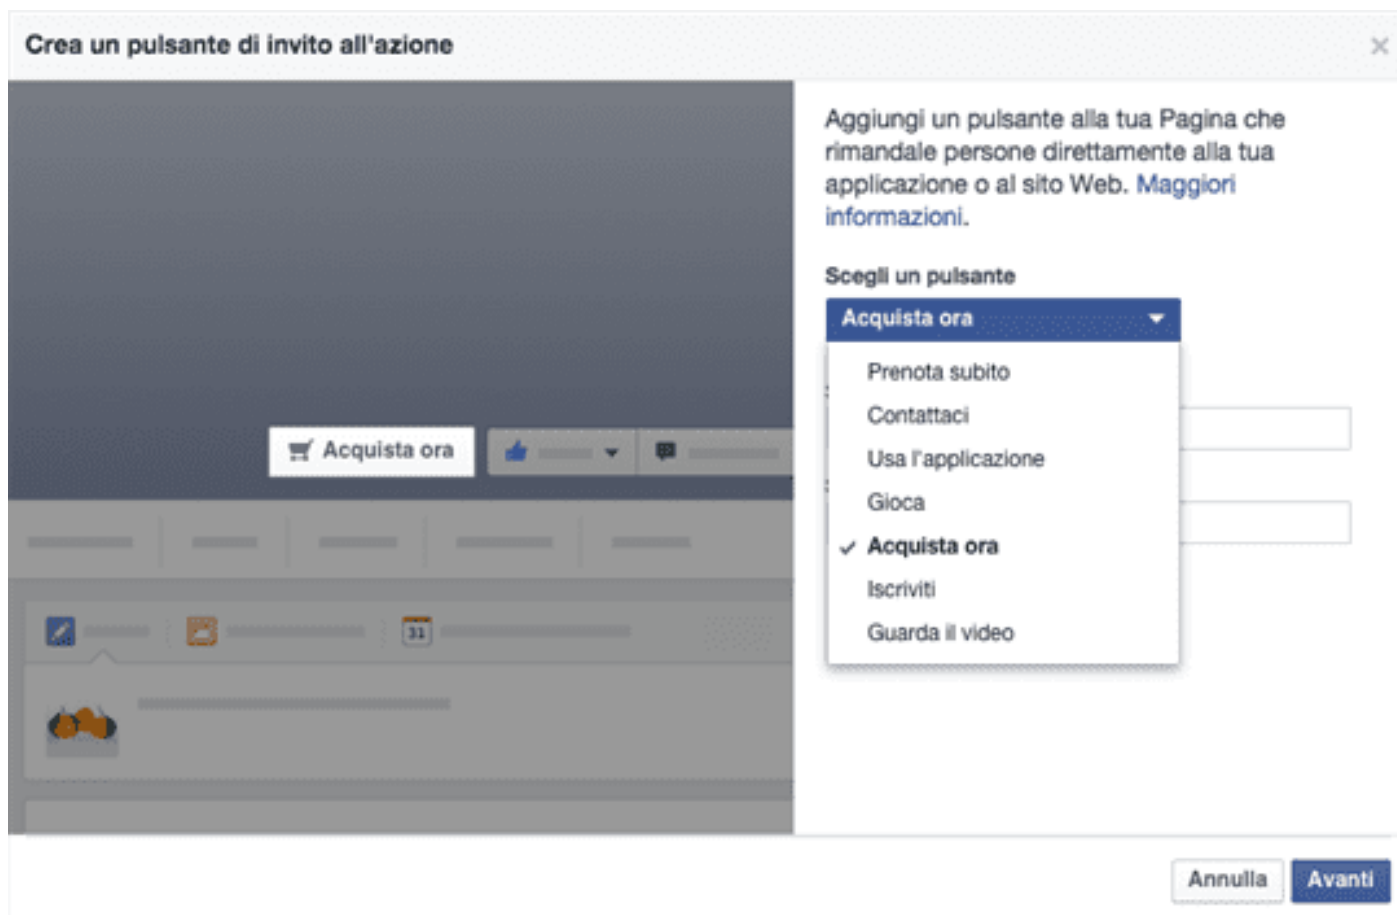 Crea un pulsante di invito all'azione
Aggiungi un pulsante alla tua Pagina che
rimandale persone direttamente alla tua
applicazione o al sito Web. Maggiori
informazioni.
Scegli un pulsante
Acquista ora
Prenota subito
Contattaci
Usa l'applicazione
Gioca
Acquista ora
Iscriviti
Guarda il video
Acquista ora
31
Annulla
Avanti